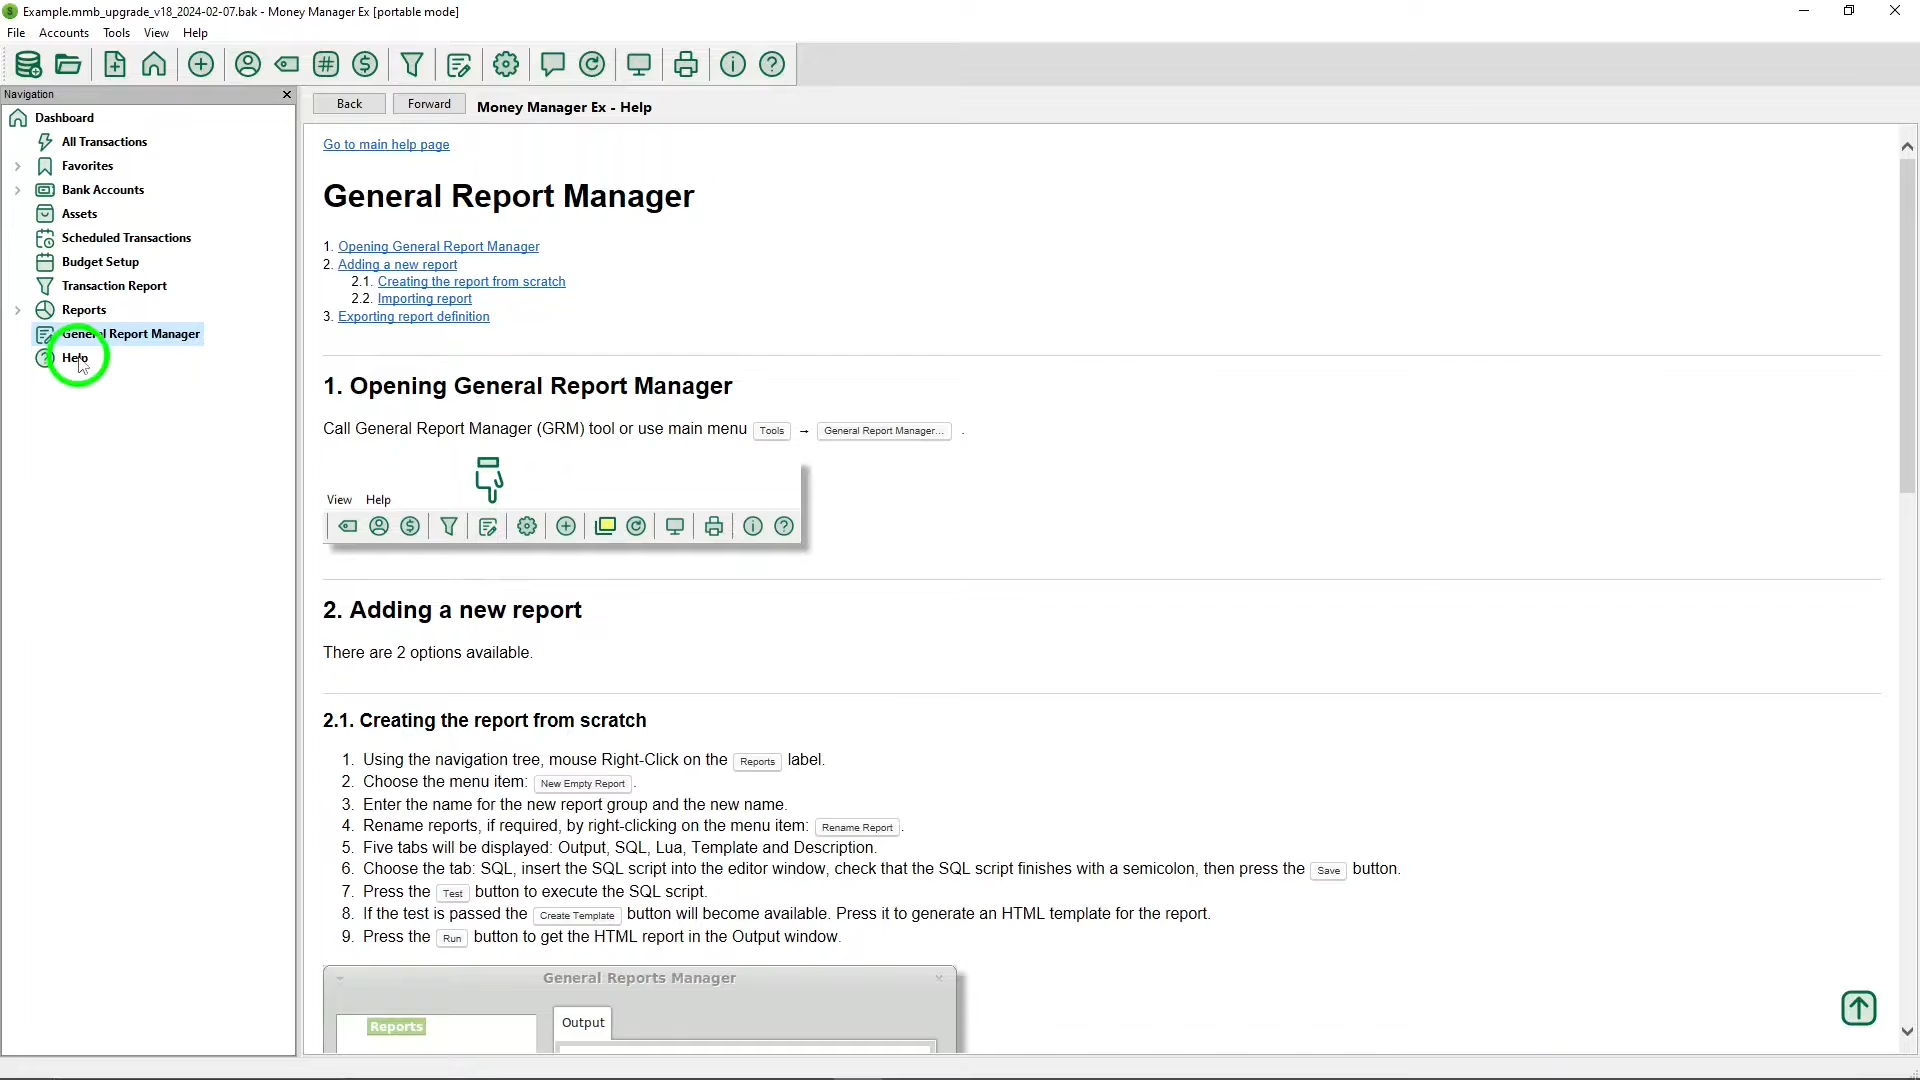 Example.mmb_upgrade_v18_2024-02-07.bak - Money Manager Ex [portable mode]
File Accounts Tools View Help
Navigation
Dashboard
All Transactions
Favorites
Bank Accounts
Assets
Scheduled Transactions
Budget Setup
Transaction Report
Reports
General Report Manager
Help
Back Forward Money Manager Ex - Help
Go to main help page
General Report Manager
1. Opening General Report Manager
2. Adding a new report
2.1. Creating the report from scratch
2.2. Importing report
3. Exporting report definition
1. Opening General Report Manager
Call General Report Manager (GRM) tool or use main menu Tools → General Report Manager... .
View Help
2. Adding a new report
There are 2 options available.
2.1. Creating the report from scratch
1. Using the navigation tree, mouse Right-Click on the Reports label.
2. Choose the menu item: New Empty Report.
3. Enter the name for the new report group and the new name.
4. Rename reports, if required, by right-clicking on the menu item: Rename Report.
5. Five tabs will be displayed: Output, SQL, Lua, Template and Description.
6. Choose the tab: SQL, insert the SQL script into the editor window, check that the SQL script finishes with a semicolon, then press the Save button.
7. Press the Test button to execute the SQL script.
8. If the test is passed the Create Template button will become available. Press it to generate an HTML template for the report.
9. Press the Run button to get the HTML report in the Output window.
General Reports Manager
Reports
Output